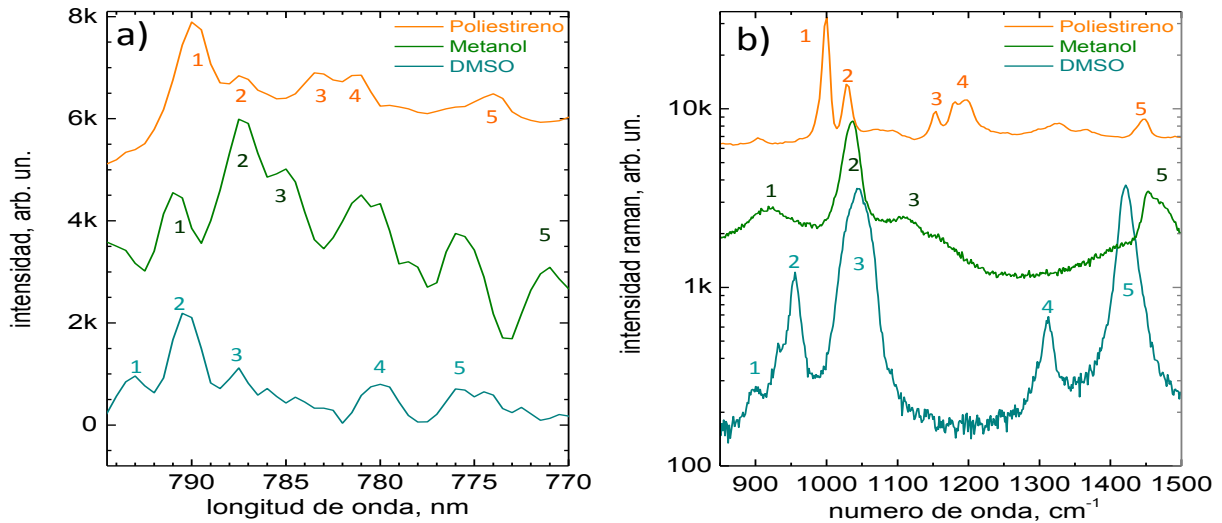 a)
Poliestireno
Metanol
DMSO
8k
6k
4k
2k
0
intensidad, arb. un.
1
2
3
4
5
1
2
3
5
1
2
3
4
5
790
785
780
775
770
longitud de onda, nm
b)
Poliestireno
Metanol
DMSO
10k
1k
100
intensidad raman, arb. un.
1
2
3
4
5
1
2
3
5
1
2
3
4
5
900
1000
1100
1200
1300
1400
1500
numero de onda, cm⁻¹